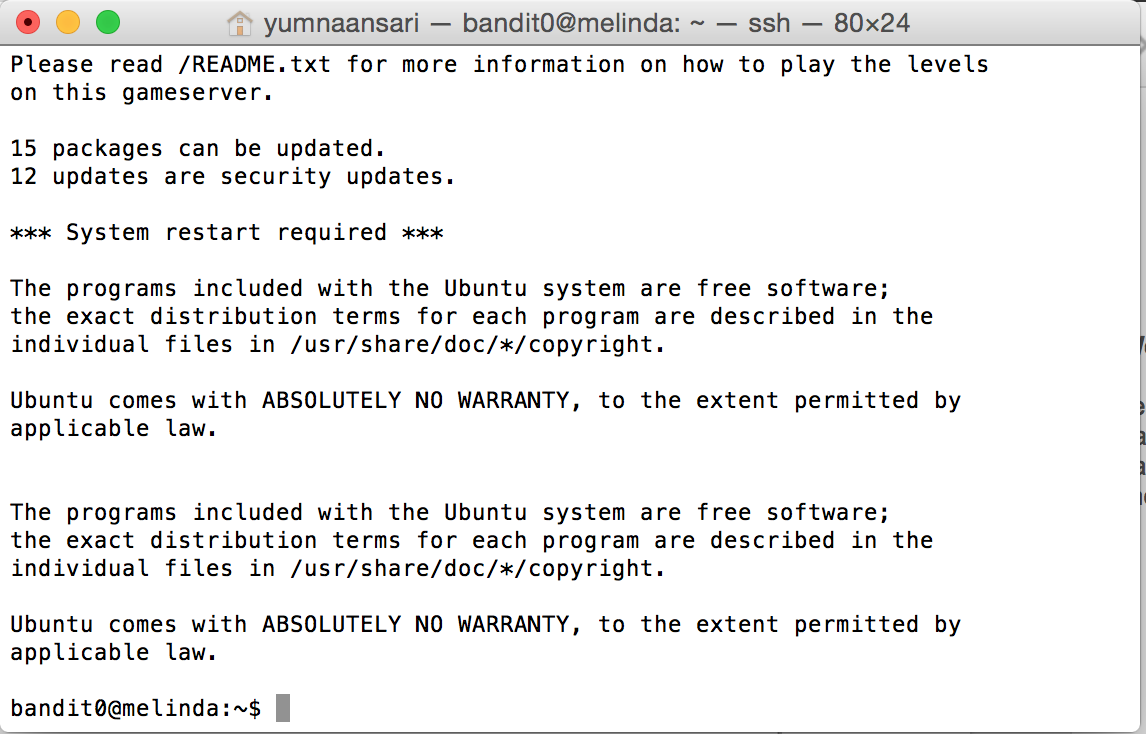 yumnaansari — bandit0@melinda: ~ — ssh — 80×24
Please read /README.txt for more information on how to play the levels
on this gameserver.
15 packages can be updated.
12 updates are security updates.
*** System restart required ***
The programs included with the Ubuntu system are free software;
the exact distribution terms for each program are described in the
individual files in /usr/share/doc/*/copyright.
Ubuntu comes with ABSOLUTELY NO WARRANTY, to the extent permitted by
applicable law.
The programs included with the Ubuntu system are free software;
the exact distribution terms for each program are described in the
individual files in /usr/share/doc/*/copyright.
Ubuntu comes with ABSOLUTELY NO WARRANTY, to the extent permitted by
applicable law.
bandit0@melinda:~$